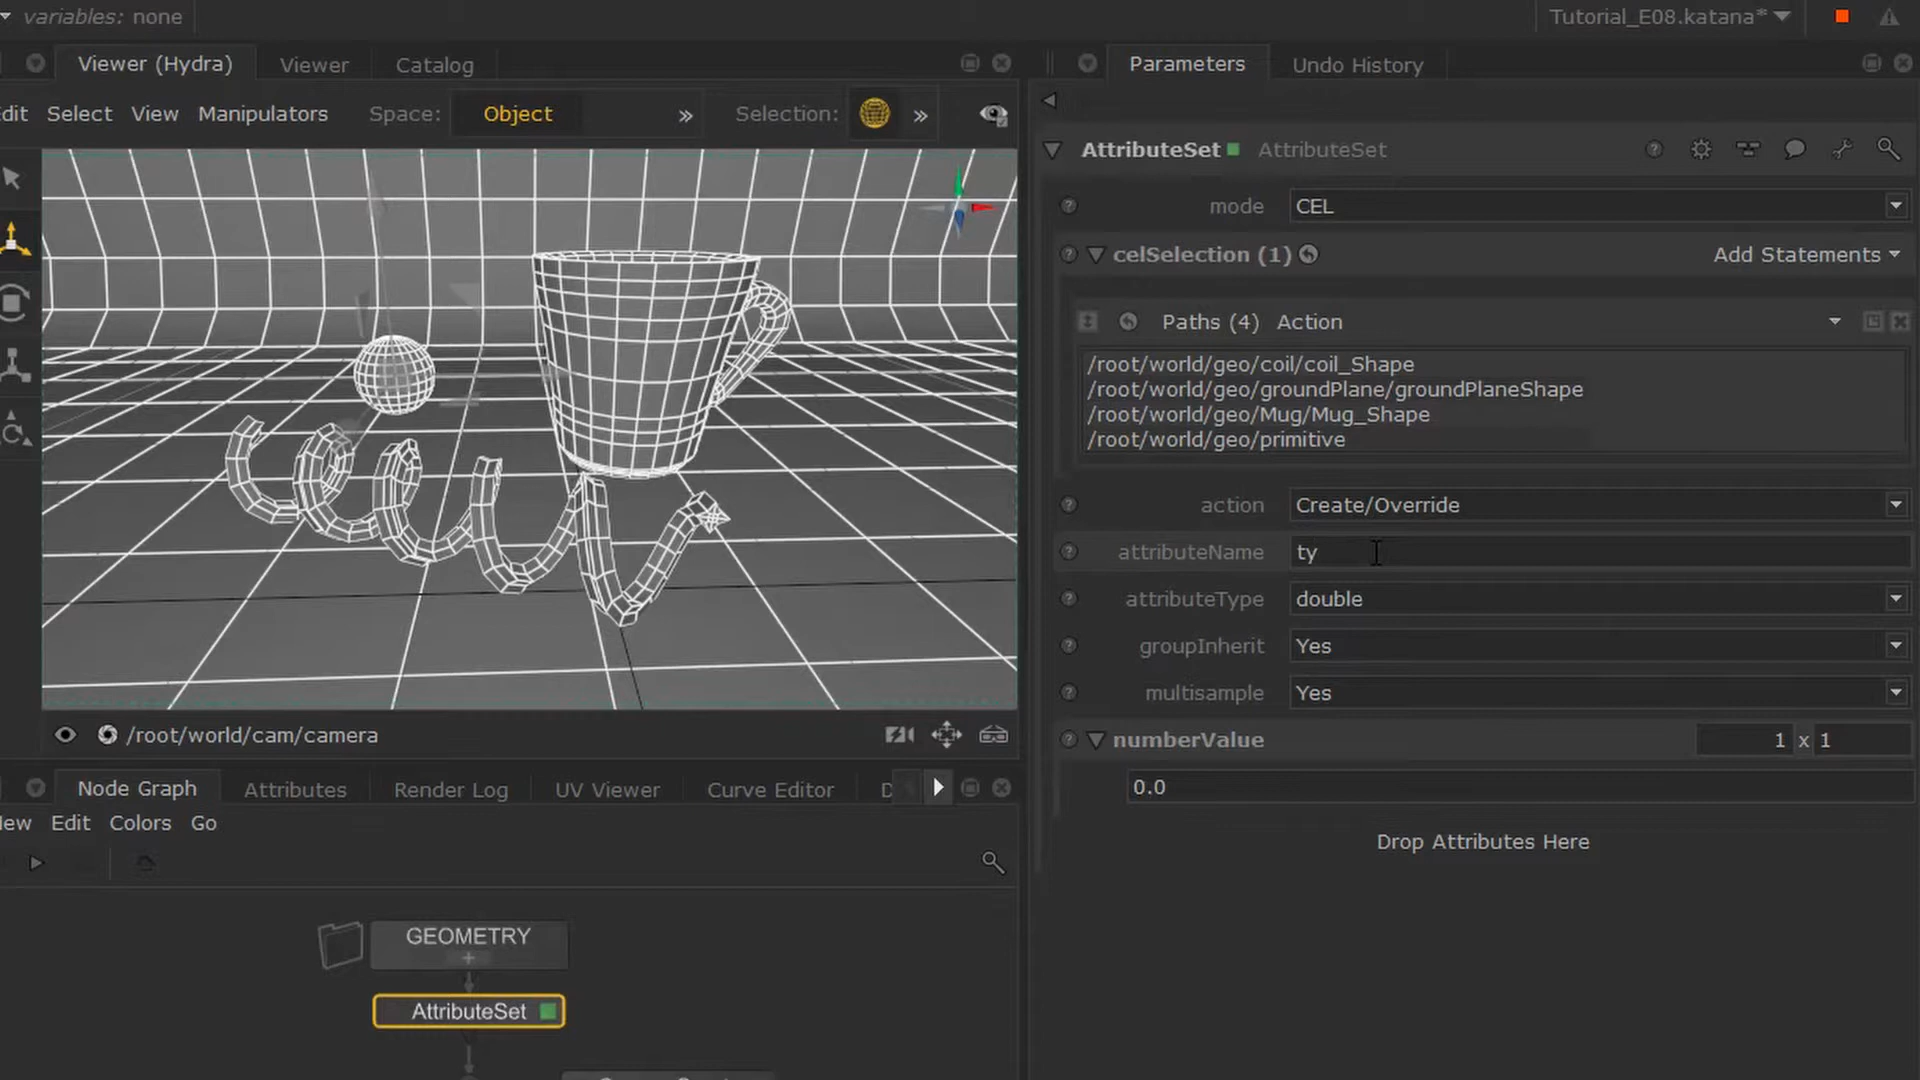 variables: none
Tutorial_E08.katana*
Viewer (Hydra) Viewer Catalog
Parameters Undo History
Select View Manipulators Space: Object » Selection: »
AttributeSet AttributeSet
mode CEL
celSelection (1) Add Statements
Paths (4) Action
/root/world/geo/coil/coil_Shape
/root/world/geo/groundPlane/groundPlaneShape
/root/world/geo/Mug/Mug_Shape
/root/world/geo/primitive
action Create/Override
attributeName ty
attributeType double
groupInherit Yes
multisample Yes
numberValue 1 x 1
0.0
Drop Attributes Here
/root/world/cam/camera
Node Graph Attributes Render Log UV Viewer Curve Editor
Edit Colors Go
GEOMETRY
+
AttributeSet